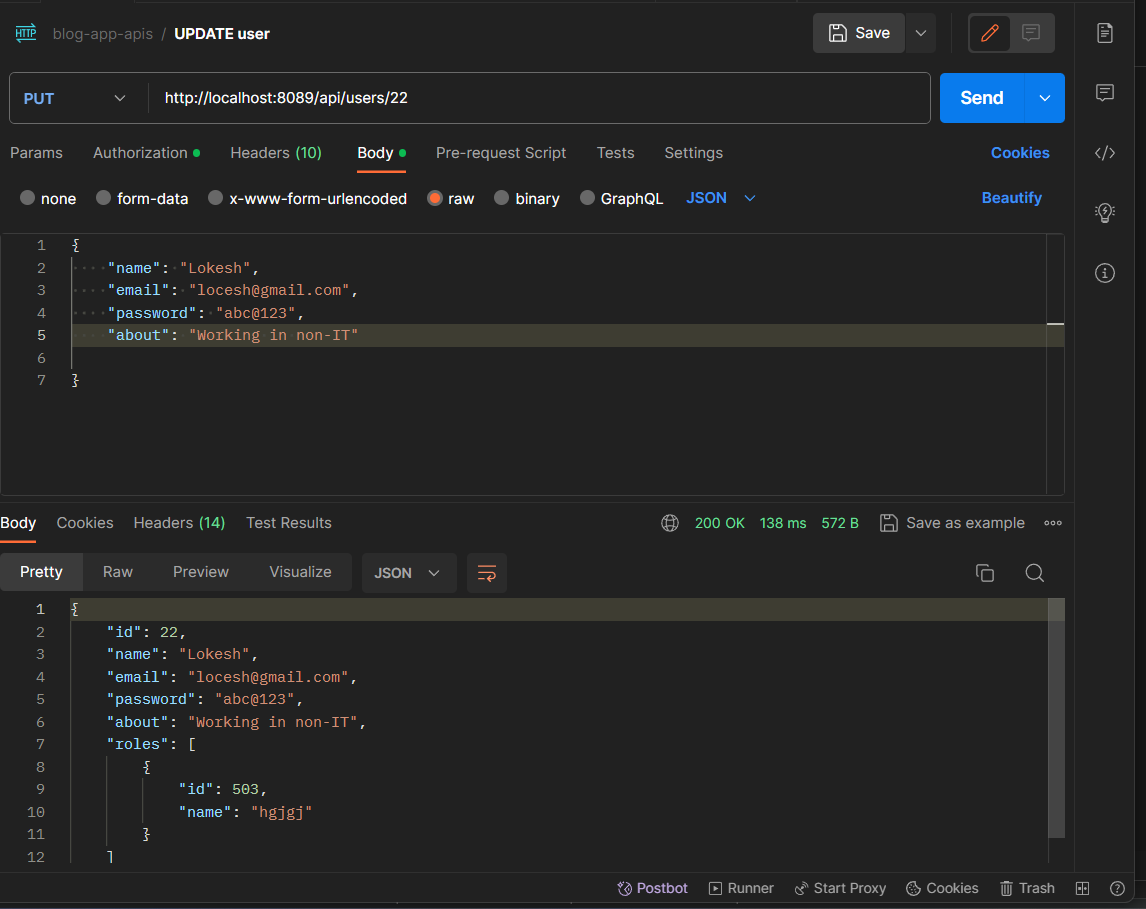 HTTP blog-app-apis / UPDATE user Save
PUT http://localhost:8089/api/users/22 Send
Params Authorization Headers (10) Body Pre-request Script Tests Settings Cookies
none form-data x-www-form-urlencoded raw binary GraphQL JSON Beautify
1 {
2 ····"name":·"Lokesh",
3 ····"email": "locesh@gmail.com",
4 ····"password":·"abc@123",
5 ····"about": "Working in non-IT"
6
7 }
Body Cookies Headers (14) Test Results 200 OK 138 ms 572 B Save as example
Pretty Raw Preview Visualize JSON
1 {
2 "id": 22,
3 "name": "Lokesh",
4 "email": "locesh@gmail.com",
5 "password": "abc@123",
6 "about": "Working in non-IT",
7 "roles": [
8 {
9 "id": 503,
10 "name": "hgjgj"
11 }
12 ]
Postbot Runner Start Proxy Cookies Trash